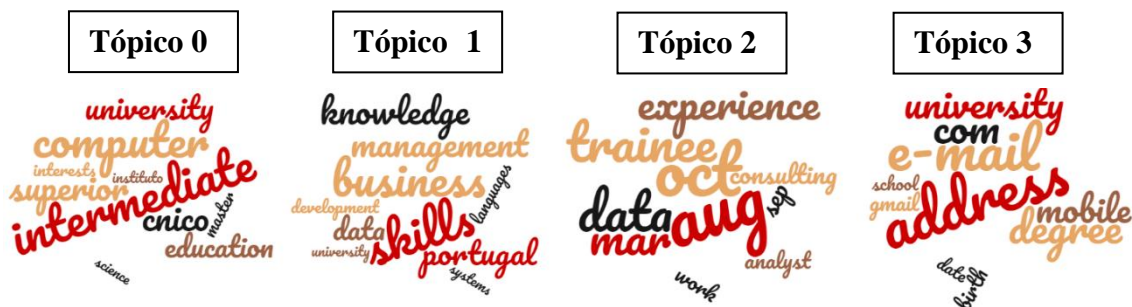 Tópico 0
Tópico 1
Tópico 2
Tópico 3
university
computer
interests
instituto
superior
intermediate
master
cnico
education
science
knowledge
management
business
languages
development
data
skills
university
portugal
systems
experience
trainee
oct
consulting
data
aug
sep
mar
analyst
work
university
com
e-mail
school
gmail
address
mobile
degree
date
birth